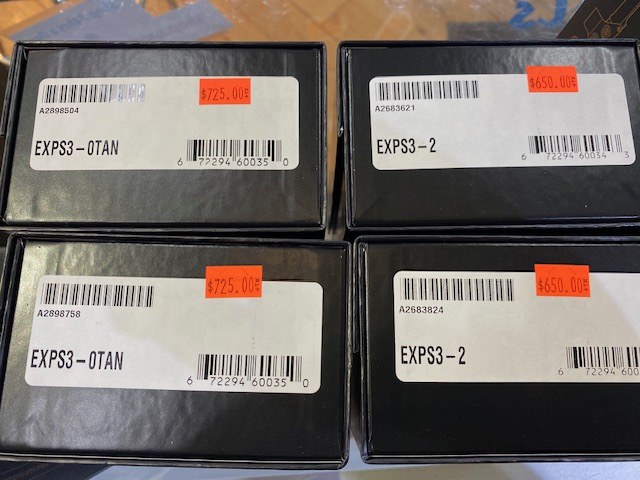 $725.00
A2898504
EXPS3-0TAN
6 72294 60035 0
$650.00
A2683621
EXPS3-2
6 72294 60034 3
$725.00
A2898758
EXPS3-0TAN
6 72294 60035 0
$650.00
A2683824
EXPS3-2
6 72294 600